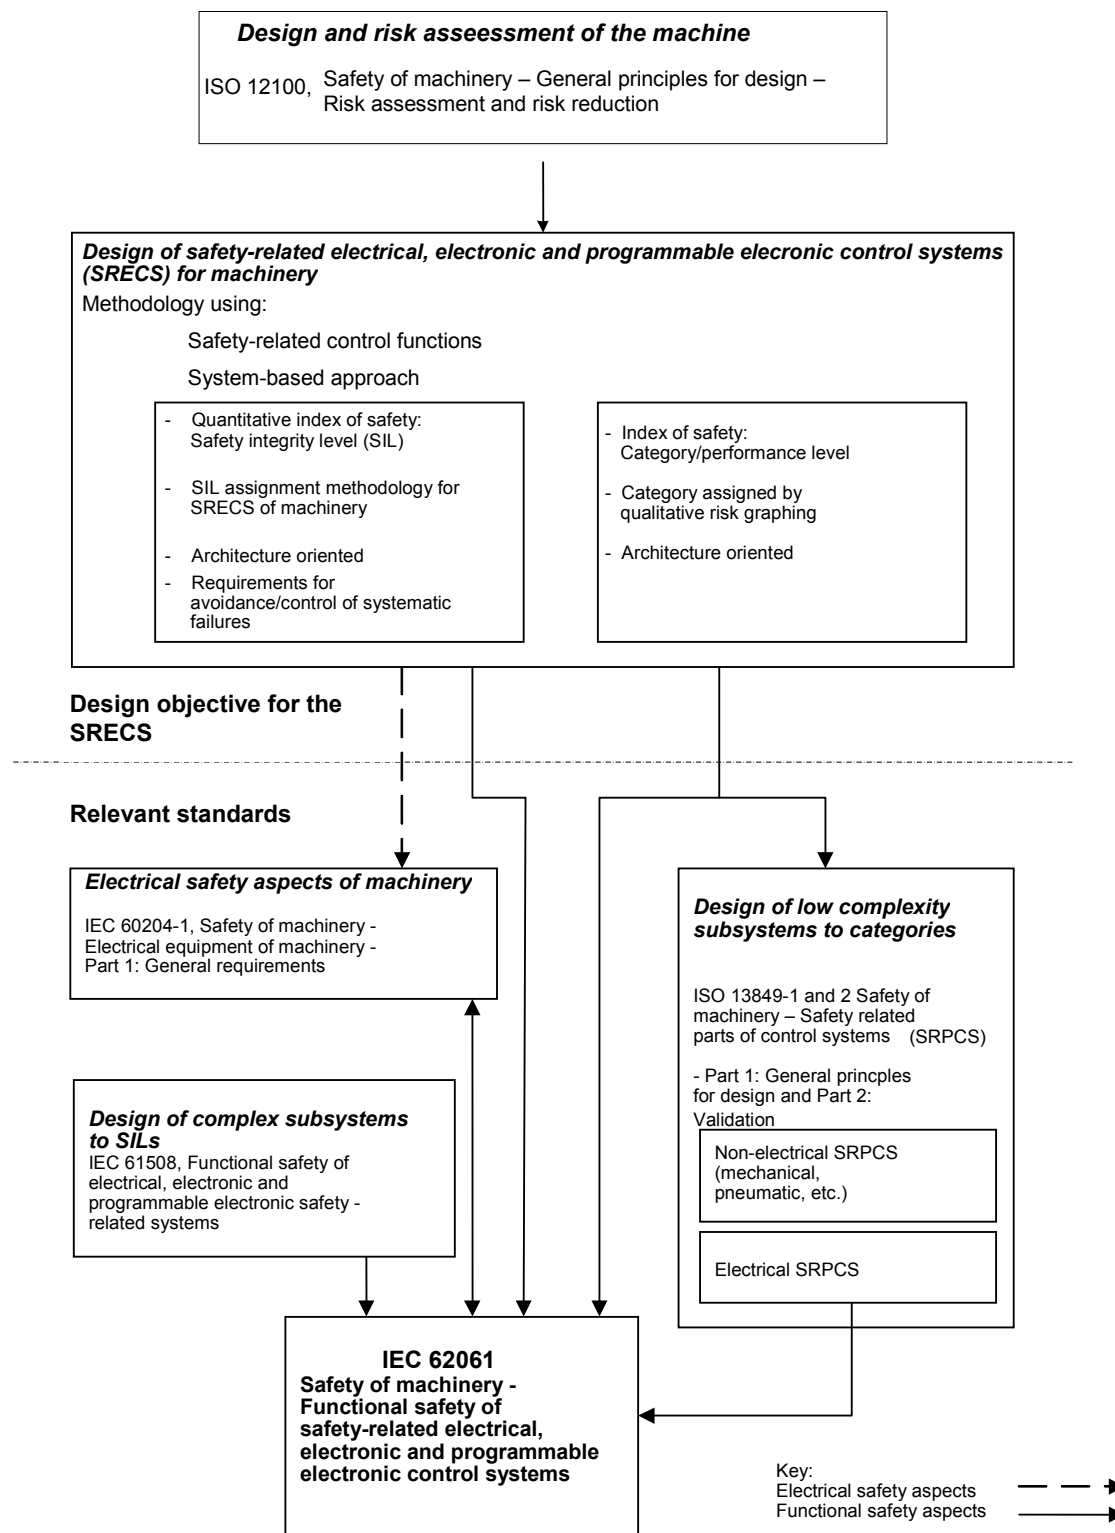 Design and risk asseessment of the machine
ISO 12100, Safety of machinery – General principles for design –
Risk assessment and risk reduction
Design of safety-related electrical, electronic and programmable elecronic control systems
(SRECS) for machinery
Methodology using:
Safety-related control functions
System-based approach
- Quantitative index of safety:
Safety integrity level (SIL)
- SIL assignment methodology for
SRECS of machinery
- Architecture oriented
- Requirements for
avoidance/control of systematic
failures
- Index of safety:
Category/performance level
- Category assigned by
qualitative risk graphing
- Architecture oriented
Design objective for the
SRECS
Relevant standards
Electrical safety aspects of machinery
IEC 60204-1, Safety of machinery -
Electrical equipment of machinery -
Part 1: General requirements
Design of low complexity
subsystems to categories
ISO 13849-1 and 2 Safety of
machinery – Safety related
parts of control systems (SRPCS)
- Part 1: General princples
for design and Part 2:
Validation
Non-electrical SRPCS
(mechanical,
pneumatic, etc.)
Electrical SRPCS
Design of complex subsystems
to SILs
IEC 61508, Functional safety of
electrical, electronic and
programmable electronic safety -
related systems
IEC 62061
Safety of machinery -
Functional safety of
safety-related electrical,
electronic and programmable
electronic control systems
Key:
Electrical safety aspects
Functional safety aspects